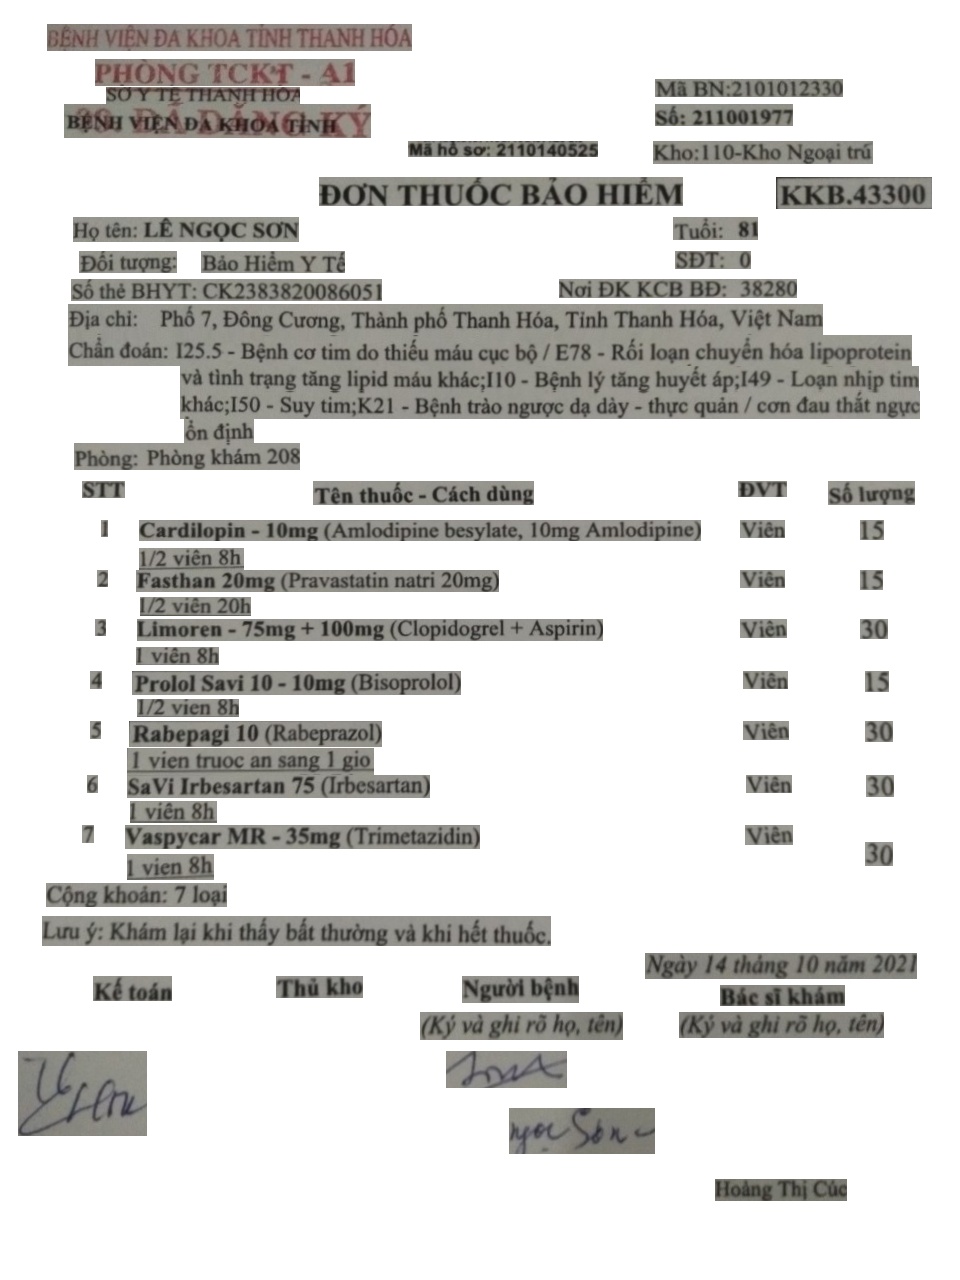 BỆNH VIỆN ĐA KHOA TỈNH THANH HÓA
PHÒNG TCKT - A1
SỞ Y TẾ THANH HÓA
BỆNH VIỆN ĐA KHOA TỈNH
ĐÃ ĐĂNG KÝ
Mã BN:2101012330
Số: 211001977
Mã hồ sơ: 2110140525
Kho:110-Kho Ngoại trú
ĐƠN THUỐC BẢO HIỂM
KKB.43300
Họ tên: LÊ NGỌC SƠN
Tuổi: 81
Đối tượng: Bảo Hiểm Y Tế
SĐT: 0
Số thẻ BHYT: CK2383820086051
Nơi ĐK KCB BĐ: 38280
Địa chỉ: Phố 7, Đông Cương, Thành phố Thanh Hóa, Tỉnh Thanh Hóa, Việt Nam
Chẩn đoán: I25.5 - Bệnh cơ tim do thiếu máu cục bộ / E78 - Rối loạn chuyển hóa lipoprotein
và tình trạng tăng lipid máu khác;I10 - Bệnh lý tăng huyết áp;I49 - Loạn nhịp tim
khác;I50 - Suy tim;K21 - Bệnh trào ngược dạ dày - thực quản / cơn đau thắt ngực
ổn định
Phòng: Phòng khám 208
STT Tên thuốc - Cách dùng ĐVT Số lượng
1 Cardilopin - 10mg (Amlodipine besylate, 10mg Amlodipine) Viên 15
1/2 viên 8h
2 Fasthan 20mg (Pravastatin natri 20mg) Viên 15
1/2 viên 20h
3 Limoren - 75mg + 100mg (Clopidogrel + Aspirin) Viên 30
1 viên 8h
4 Prolol Savi 10 - 10mg (Bisoprolol) Viên 15
1/2 vien 8h
5 Rabepagi 10 (Rabeprazol) Viên 30
1 vien truoc an sang 1 gio
6 SaVi Irbesartan 75 (Irbesartan) Viên 30
1 viên 8h
7 Vaspycar MR - 35mg (Trimetazidin) Viên 30
1 vien 8h
Cộng khoản: 7 loại
Lưu ý: Khám lại khi thấy bất thường và khi hết thuốc.
Ngày 14 tháng 10 năm 2021
Kế toán Thủ kho Người bệnh Bác sĩ khám
(Ký và ghi rõ họ, tên) (Ký và ghi rõ họ, tên)
ngọc Sơn
Hoàng Thị Cúc